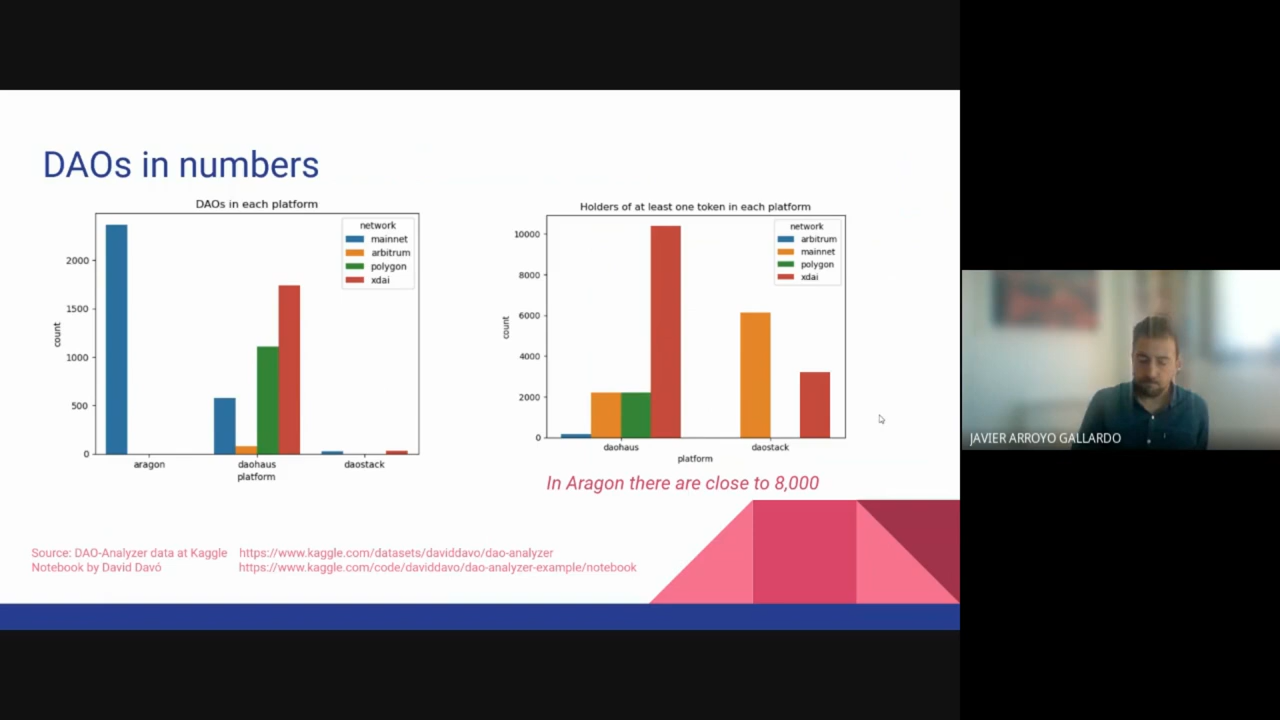 DAOs in numbers
DAOs in each platform
network
mainnet
arbitrum
polygon
xdai
2000
1500
1000
500
0
count
aragon
daohaus
daostack
platform
Holders of at least one token in each platform
network
arbitrum
mainnet
polygon
xdai
10000
8000
6000
4000
2000
0
count
daohaus
daostack
platform
In Aragon there are close to 8,000
Source: DAO-Analyzer data at Kaggle https://www.kaggle.com/datasets/daviddavo/dao-analyzer
Notebook by David Davó https://www.kaggle.com/code/daviddavo/dao-analyzer-example/notebook
JAVIER ARROYO GALLARDO